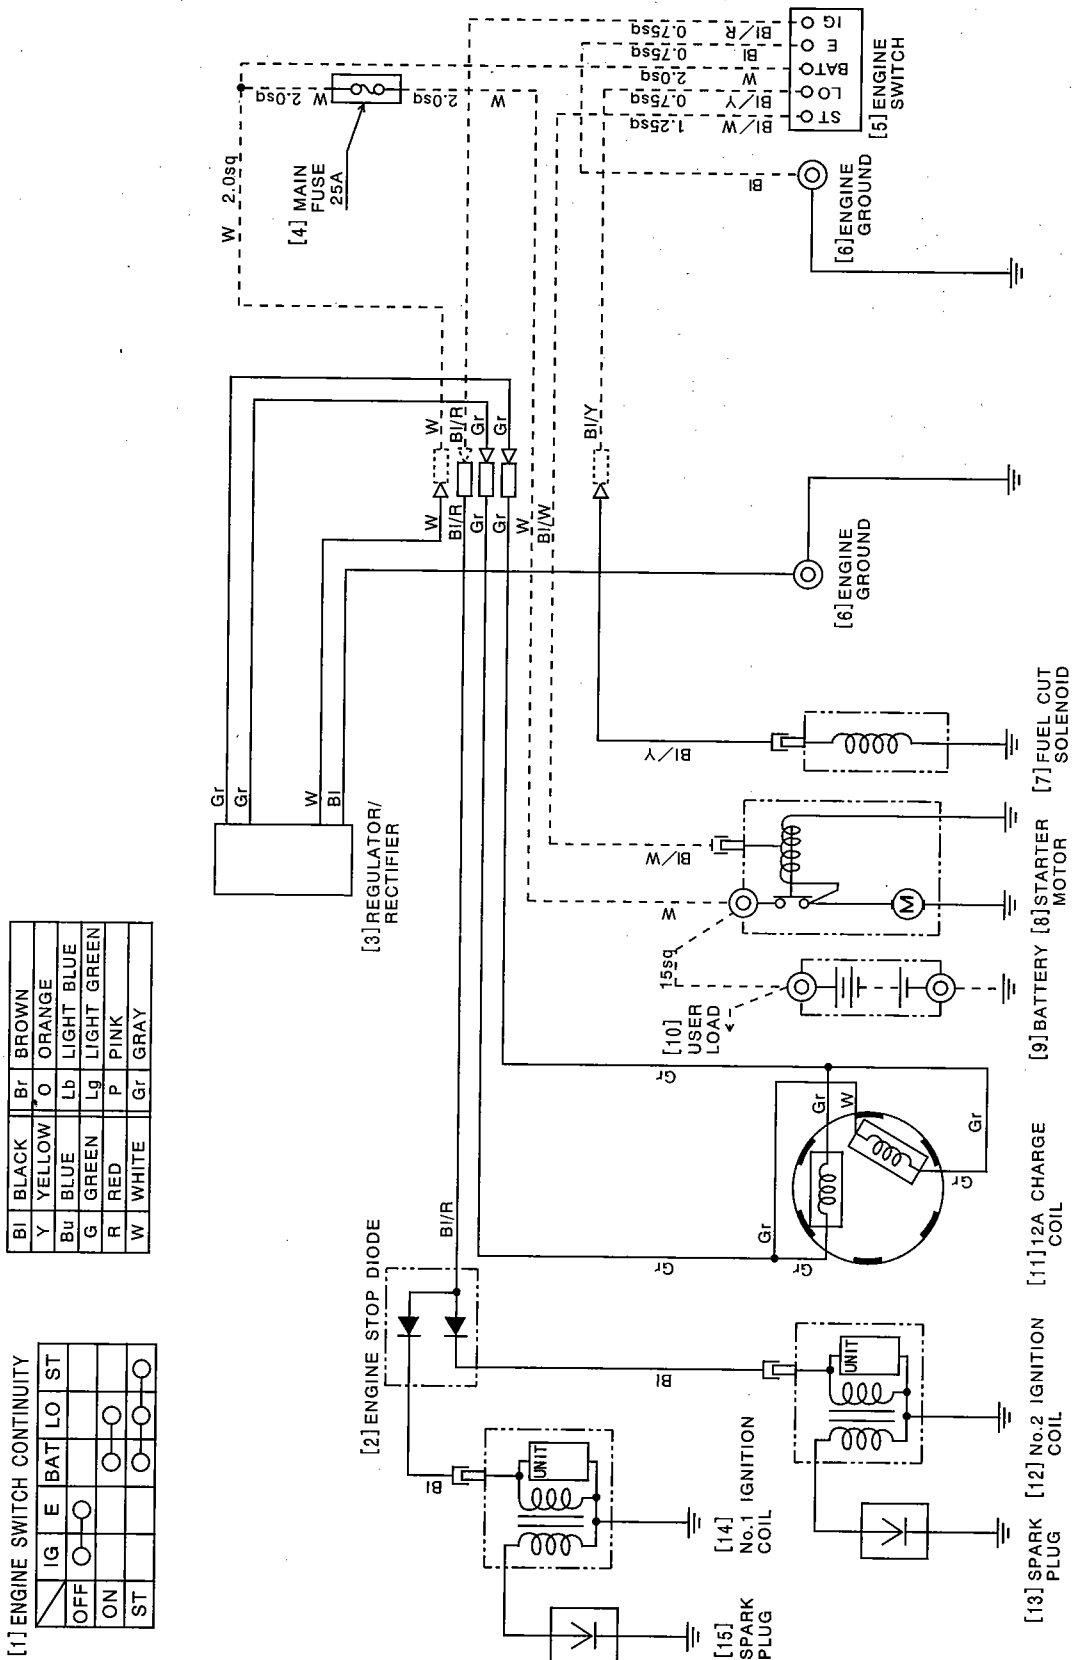 [1] ENGINE SWITCH CONTINUITY
IG E BAT LO ST
OFF
ON
ST
Bl BLACK Br BROWN
Y YELLOW O ORANGE
Bu BLUE Lb LIGHT BLUE
G GREEN Lg LIGHT GREEN
R RED P PINK
W WHITE Gr GRAY
[2] ENGINE STOP DIODE
[3] REGULATOR/
RECTIFIER
Gr
Gr
W
Bl
[4] MAIN
FUSE
25A
W 2.0sq
W 2.0sq
2.0sq W
[5] ENGINE
SWITCH
IG
E
BAT
LO
ST
Bl/R 0.75sq
Bl 0.75sq
W 2.0sq
Bl/Y 0.75sq
Bl/W 1.25sq
Bl
[6] ENGINE
GROUND
W
Bl/R
Gr
Gr
W
Bl/R
Gr
Gr
W
Bl/W
Bl/Y
[6] ENGINE
GROUND
Bl/Y
[7] FUEL CUT
SOLENOID
Bl/W
W
M
[8] STARTER
MOTOR
15sq
[9] BATTERY
[10]
USER
LOAD
Gr
Gr
W
Gr
Gr
Gr
Gr
Gr
[11] 12A CHARGE
COIL
Bl/R
Bl
UNIT
[12] No.2 IGNITION
COIL
[13] SPARK
PLUG
Bl
UNIT
[14]
No.1 IGNITION
COIL
[15]
SPARK
PLUG